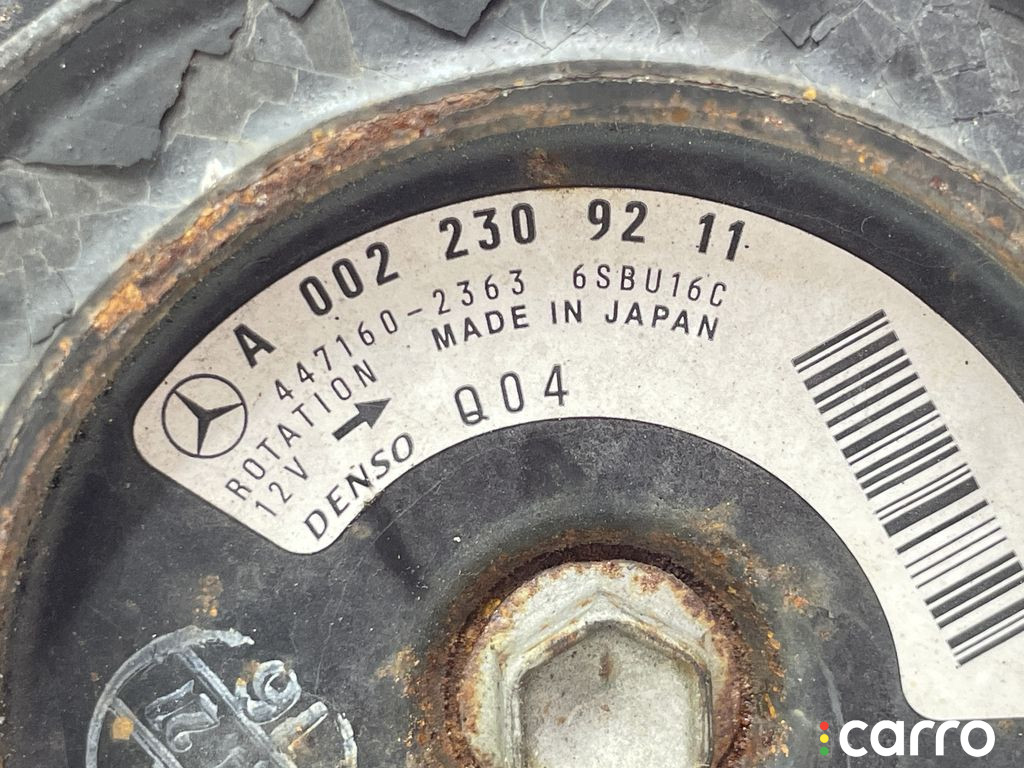 A 002 230 92 11
447160-2363 6SBU16C
ROTATION MADE IN JAPAN
12V
DENSO Q04
carro